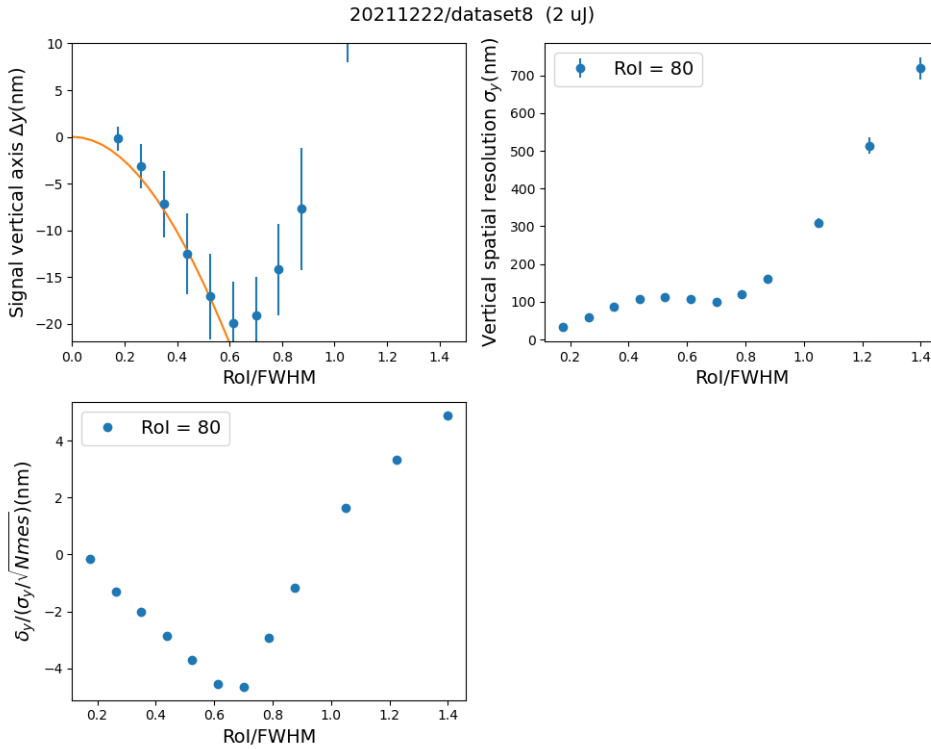 20211222/dataset8  (2 uJ)
Signal vertical axis Δy(nm)
10
5
0
−5
−10
−15
−20
0.0 0.2 0.4 0.6 0.8 1.0 1.2 1.4
RoI/FWHM
Vertical spatial resolution σ_y(nm)
RoI = 80
700
600
500
400
300
200
100
0
0.2 0.4 0.6 0.8 1.0 1.2 1.4
RoI/FWHM
δ_y/(σ_y/√Nmes)(nm)
RoI = 80
4
2
0
−2
−4
0.2 0.4 0.6 0.8 1.0 1.2 1.4
RoI/FWHM